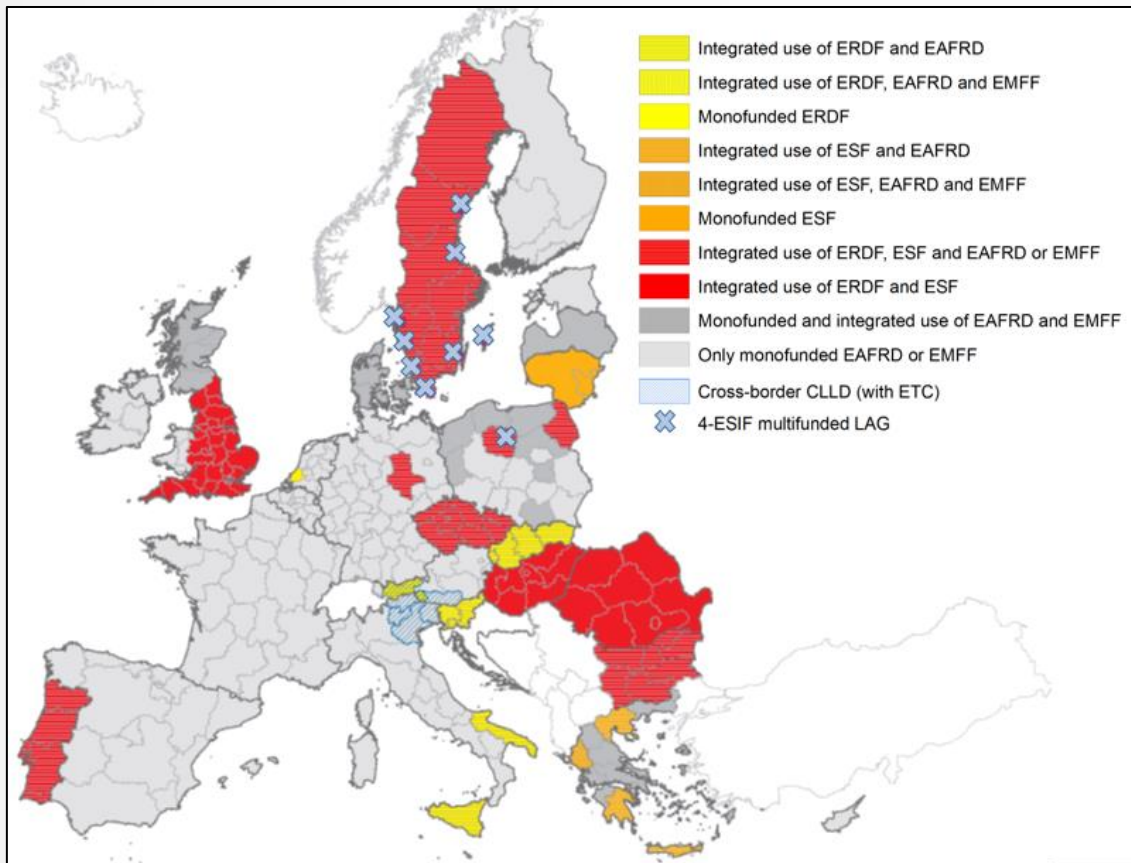 Integrated use of ERDF and EAFRD
Integrated use of ERDF, EAFRD and EMFF
Monofunded ERDF
Integrated use of ESF and EAFRD
Integrated use of ESF, EAFRD and EMFF
Monofunded ESF
Integrated use of ERDF, ESF and EAFRD or EMFF
Integrated use of ERDF and ESF
Monofunded and integrated use of EAFRD and EMFF
Only monofunded EAFRD or EMFF
Cross-border CLLD (with ETC)
4-ESIF multifunded LAG